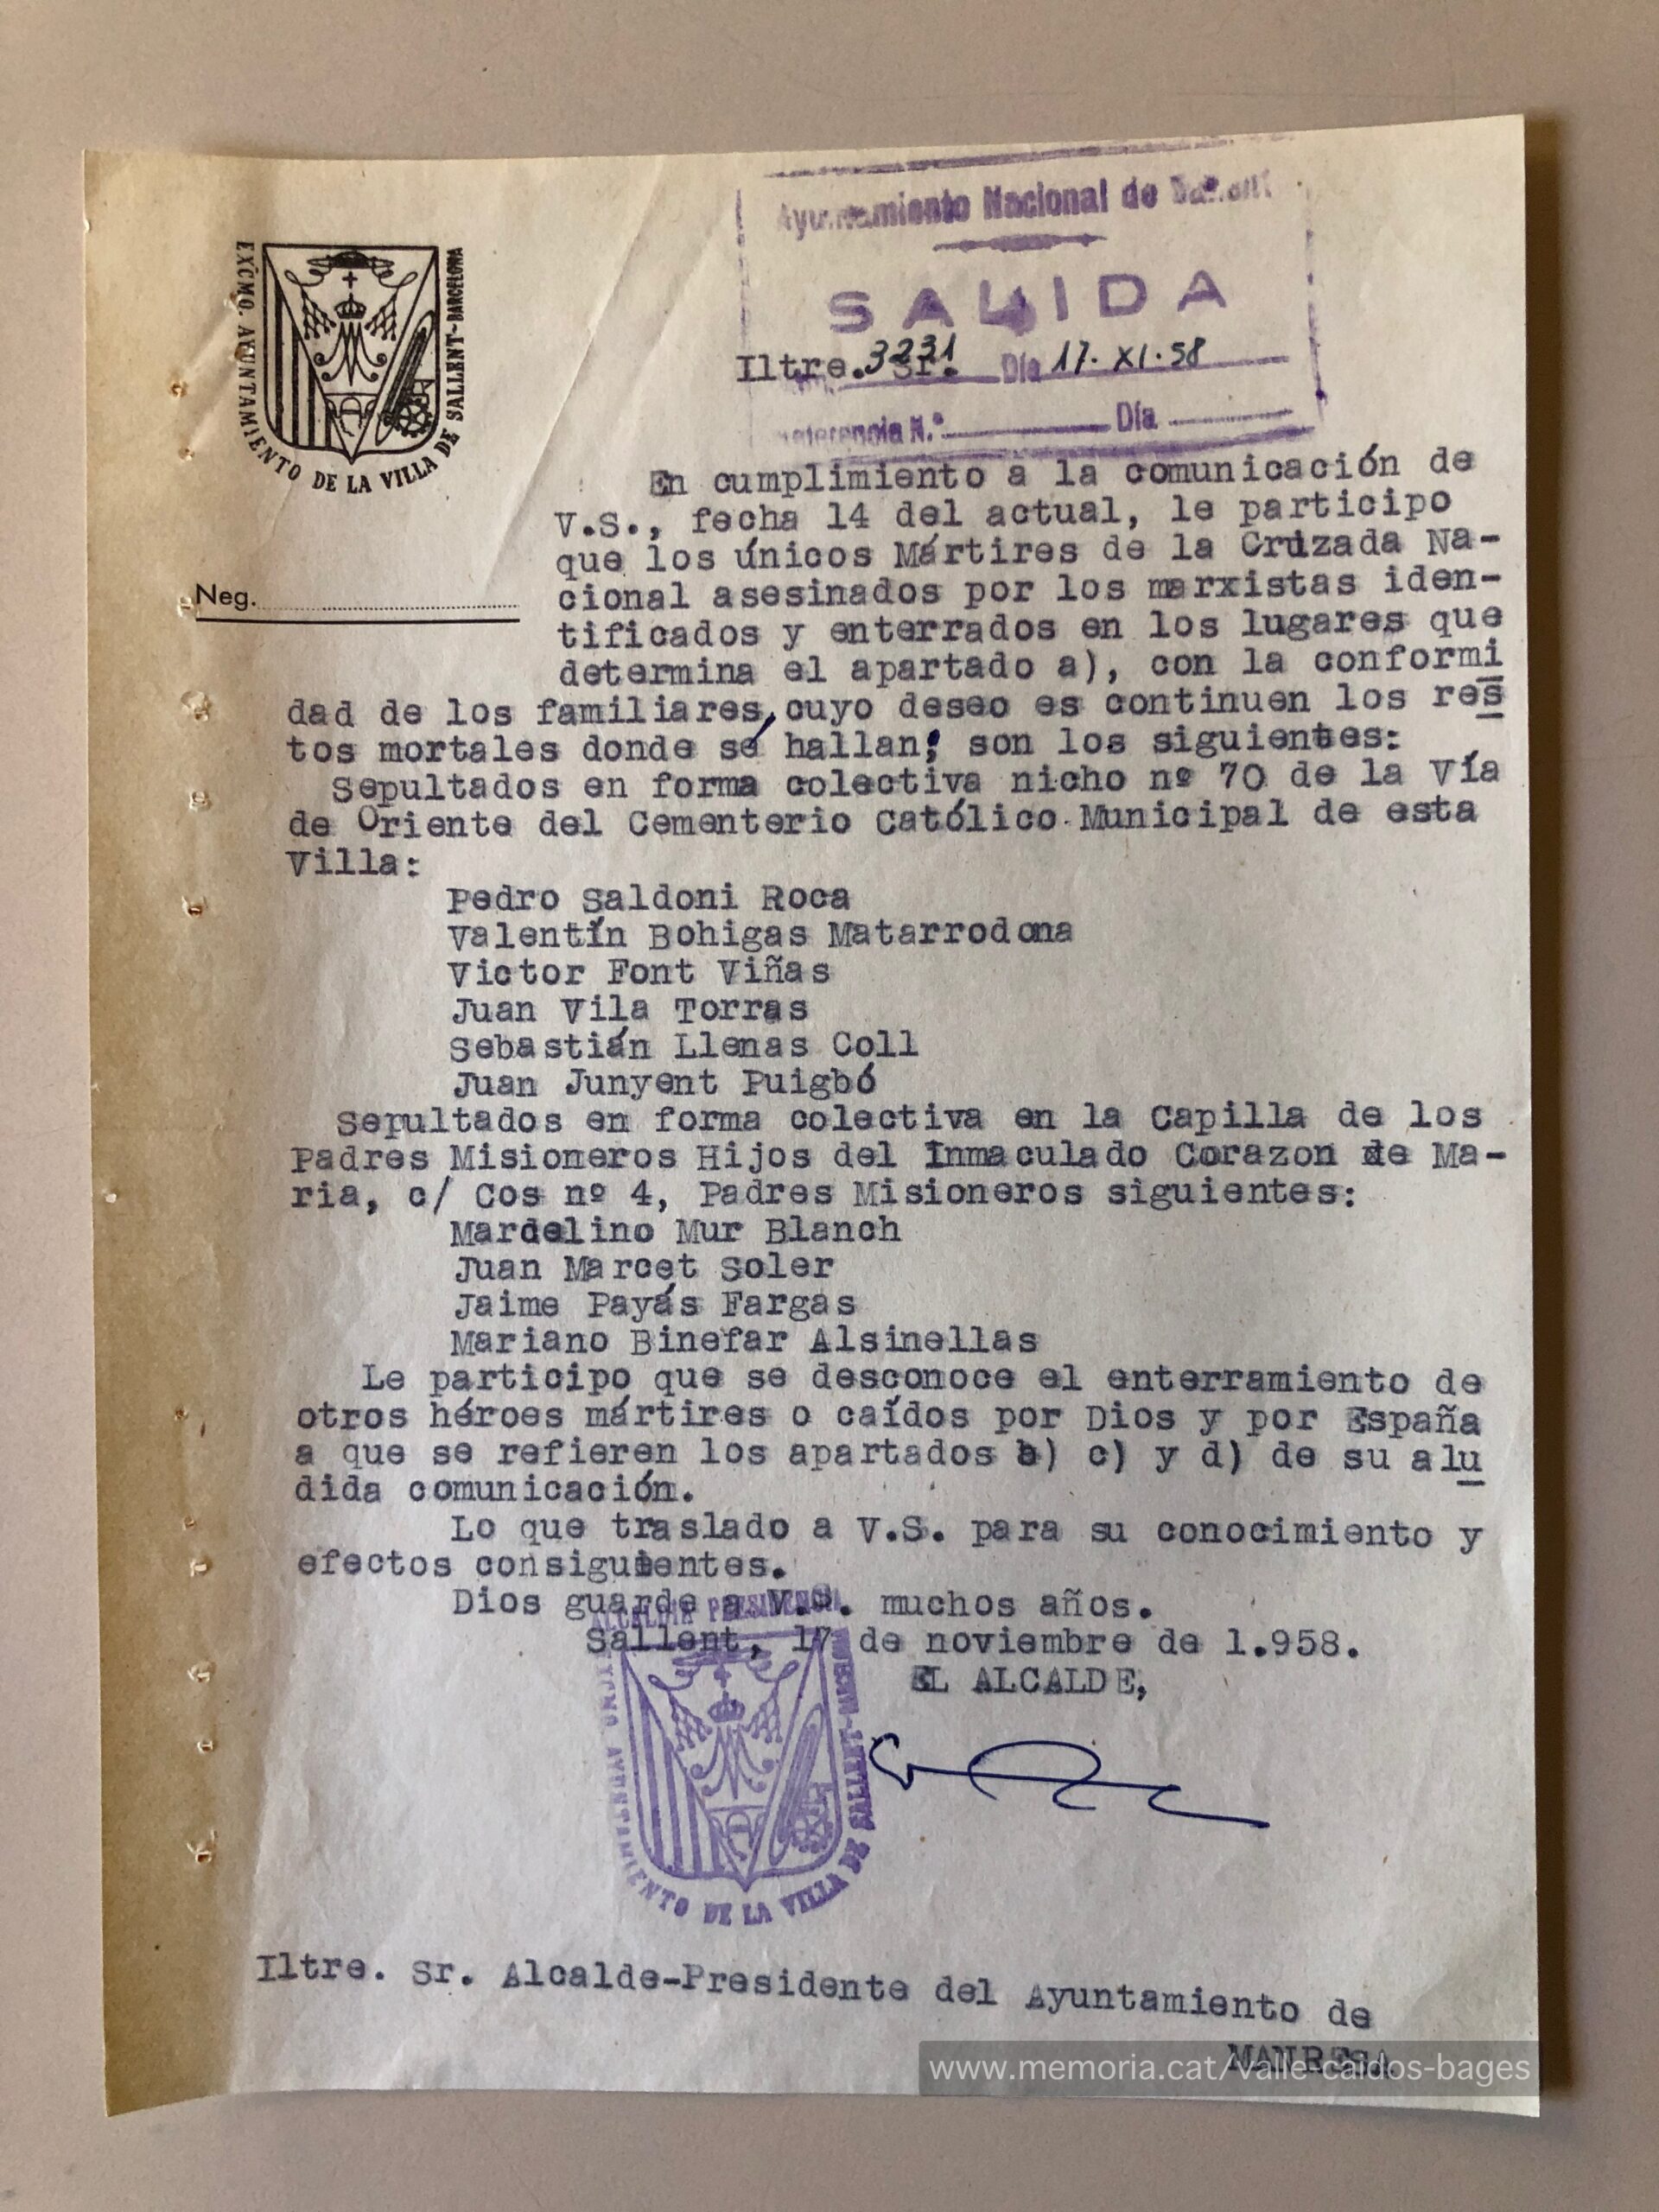 Ayuntamiento Nacional de Sallent
SALIDA
EXCMO. AYUNTAMIENTO DE LA VILLA DE SALLENT-BARCELONA
Iltre. Sr.
3231 Día 17·XI·58
Referencia N.º Día
Neg.
En cumplimiento a la comunicación de
V.S., fecha 14 del actual, le participo
que los únicos Mártires de la Cruzada Na-
cional asesinados por los marxistas iden-
tificados y enterrados en los lugares que
determina el apartado a), con la conformi
dad de los familiares, cuyo deseo es continuen los res
tos mortales donde se hallan; son los siguientes:
Sepultados en forma colectiva nicho nº 70 de la Vía
de Oriente del Cementerio Católico Municipal de esta
Villa:
Pedro Saldoni Roca
Valentín Bohigas Matarrodona
Victor Font Viñas
Juan Vila Torras
Sebastián Llenas Coll
Juan Junyent Puigbó
Sepultados en forma colectiva en la Capilla de los
Padres Misioneros Hijos del Inmaculado Corazon de Ma-
ria, c/ Cos nº 4, Padres Misioneros siguientes:
Mardelino Mur Blanch
Juan Marcet Soler
Jaime Payás Fargas
Mariano Binefar Alsinellas
Le participo que se desconoce el enterramiento de
otros héroes mártires o caídos por Dios y por España
a que se refieren los apartados b) c) y d) de su alu
dida comunicación.
Lo que traslado a V.S. para su conocimiento y
efectos consiguientes.
Dios guarde a V.S. muchos años.
Sallent, 17 de noviembre de 1.958.
EL ALCALDE,
ALCALDIA PRESIDENCIA
EXCMO. AYUNTAMIENTO DE LA VILLA DE SALLENT-BARCELONA
Iltre. Sr. Alcalde-Presidente del Ayuntamiento de
MANRESA
www.memoria.cat/valle-caidos-bages